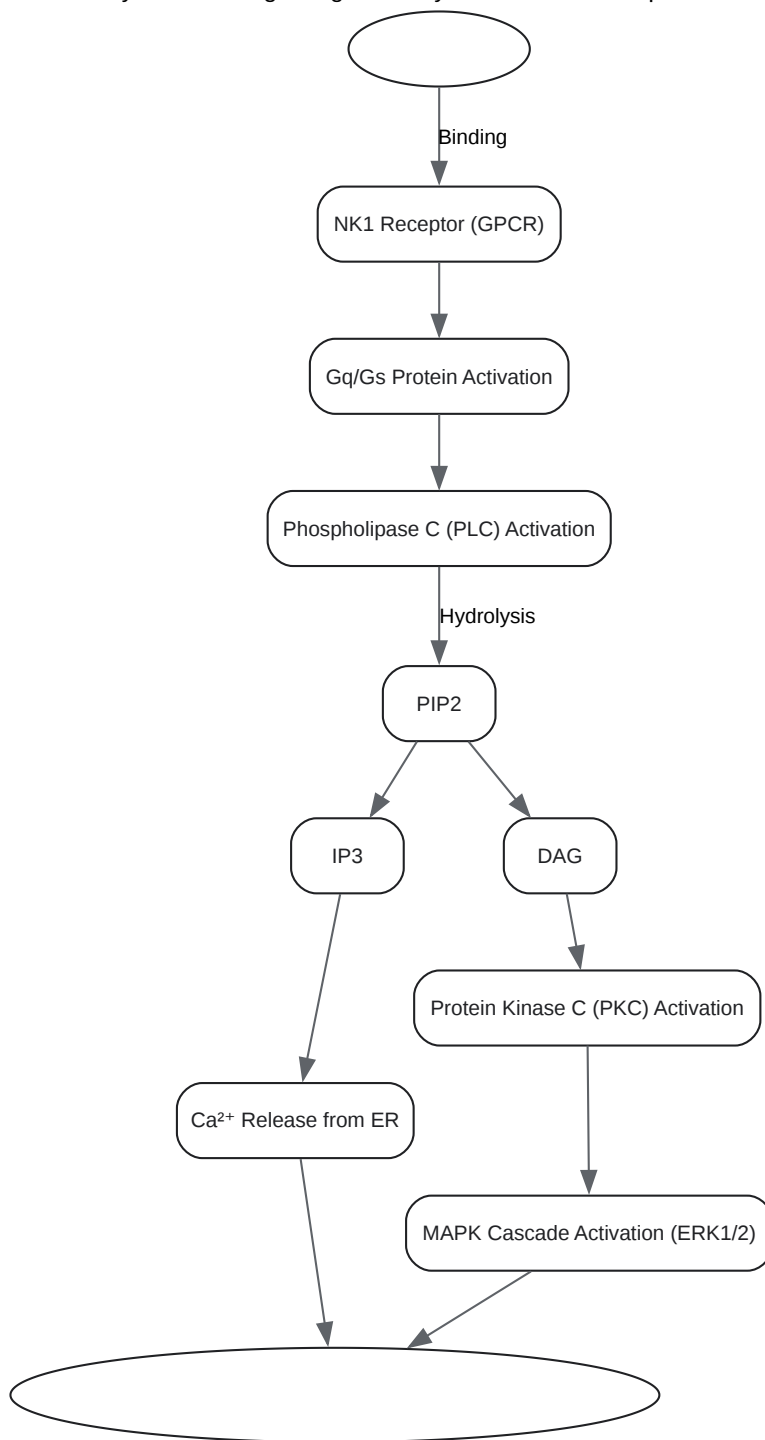 Binding
NK1 Receptor (GPCR)
Gq/Gs Protein Activation
Phospholipase C (PLC) Activation
Hydrolysis
PIP2
IP3
DAG
Protein Kinase C (PKC) Activation
Ca²⁺ Release from ER
MAPK Cascade Activation (ERK1/2)